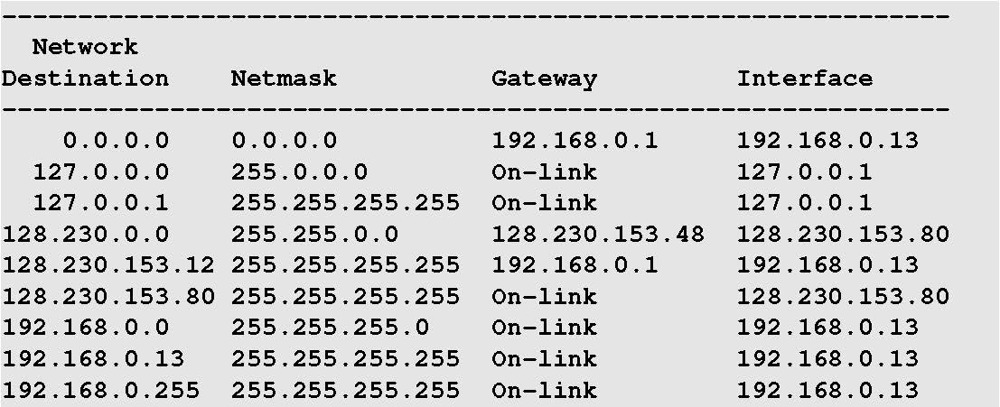 --------------------------------------------------------------
  Network
Destination    Netmask          Gateway         Interface
--------------------------------------------------------------
    0.0.0.0    0.0.0.0          192.168.0.1     192.168.0.13
  127.0.0.0    255.0.0.0        On-link         127.0.0.1
  127.0.0.1    255.255.255.255  On-link         127.0.0.1
128.230.0.0    255.255.0.0      128.230.153.48  128.230.153.80
128.230.153.12 255.255.255.255  192.168.0.1     192.168.0.13
128.230.153.80 255.255.255.255  On-link         128.230.153.80
192.168.0.0    255.255.255.0    On-link         192.168.0.13
192.168.0.13   255.255.255.255  On-link         192.168.0.13
192.168.0.255  255.255.255.255  On-link         192.168.0.13